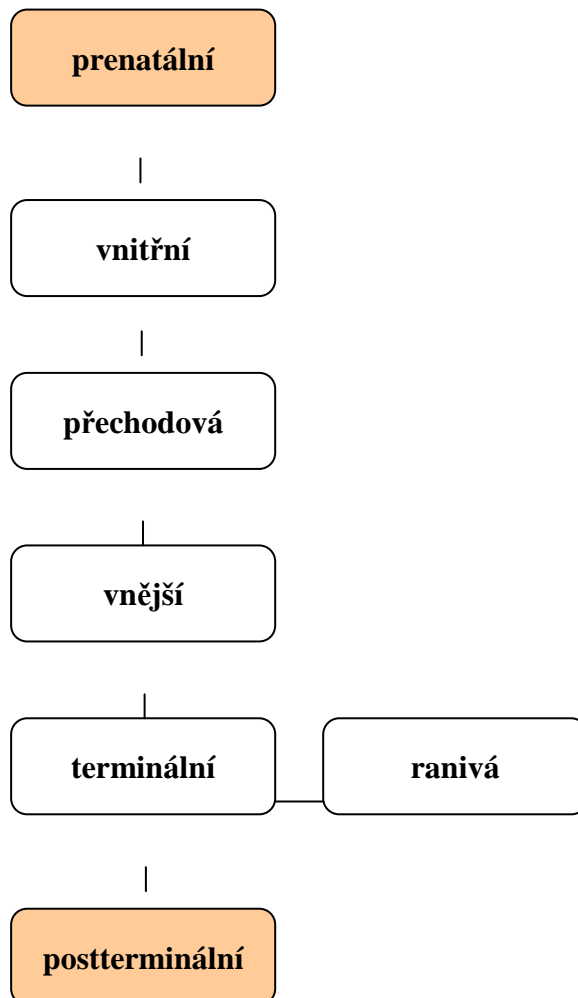 prenatální
vnitřní
přechodová
vnější
terminální
ranivá
postterminální